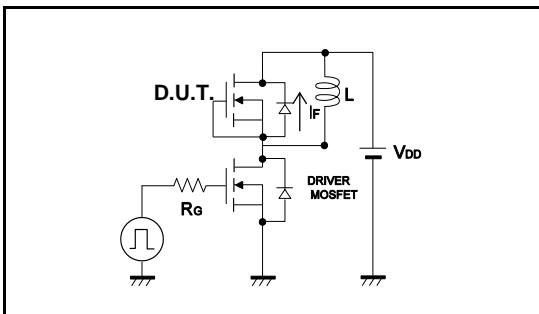 D.U.T.
IF
L
VDD
DRIVER
MOSFET
RG